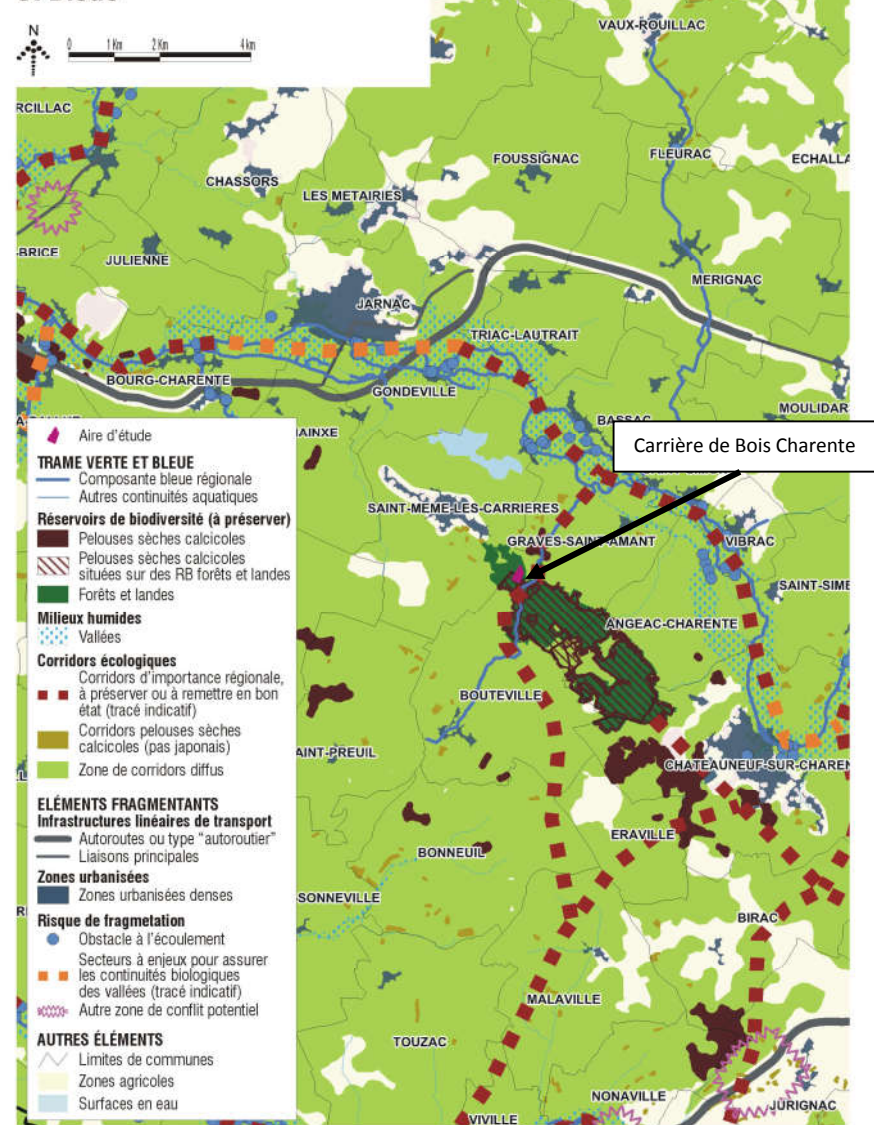 N
0 1 Km 2 Km 4 km
VAUX-ROUILLAC
RCILLAC
CHASSORS
FOUSSIGNAC
FLEURAC
ECHALLA
LES METAIRIES
-BRICE
JULIENNE
MERIGNAC
JARNAC
TRIAC-LAUTRAIT
BOURG-CHARENTE
GONDEVILLE
MOULIDAR
BASSAC
AINXE
Carrière de Bois Charente
SAINT-MEME-LES-CARRIERES
GRAVES-SAINT-AMANT
VIBRAC
SAINT-SIME
ANGEAC-CHARENTE
BOUTEVILLE
AINT-PREUIL
CHATEAUNEUF-SUR-CHAREN
ERAVILLE
BONNEUIL
SONNEVILLE
BIRAC
MALAVILLE
TOUZAC
NONAVILLE
JURIGNAC
VIVILLE
Aire d'étude
TRAME VERTE ET BLEUE
Composante bleue régionale
Autres continuités aquatiques
Réservoirs de biodiversité (à préserver)
Pelouses sèches calcicoles
Pelouses sèches calcicoles
situées sur des RB forêts et landes
Forêts et landes
Milieux humides
Vallées
Corridors écologiques
Corridors d'importance régionale,
à préserver ou à remettre en bon
état (tracé indicatif)
Corridors pelouses sèches
calcicoles (pas japonais)
Zone de corridors diffus
ELÉMENTS FRAGMENTANTS
Infrastructures linéaires de transport
Autoroutes ou type "autoroutier"
Liaisons principales
Zones urbanisées
Zones urbanisées denses
Risque de fragmetation
Obstacle à l'écoulement
Secteurs à enjeux pour assurer
les continuités biologiques
des vallées (tracé indicatif)
Autre zone de conflit potentiel
AUTRES ÉLÉMENTS
Limites de communes
Zones agricoles
Surfaces en eau